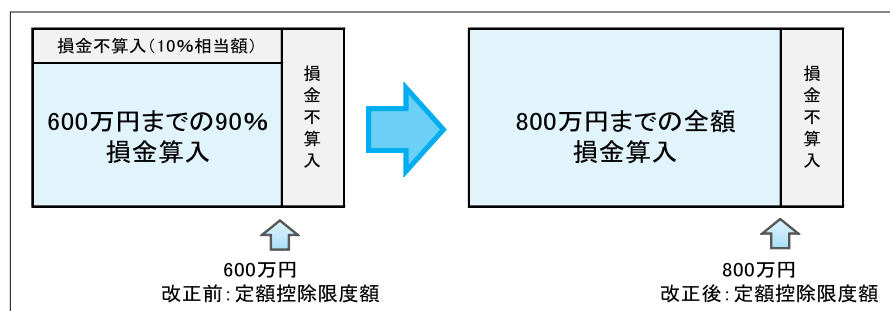 損金不算入(10%相当額)
600万円までの90%
損金算入
損金不算入
600万円
改正前:定額控除限度額
800万円までの全額
損金算入
損金不算入
800万円
改正後:定額控除限度額